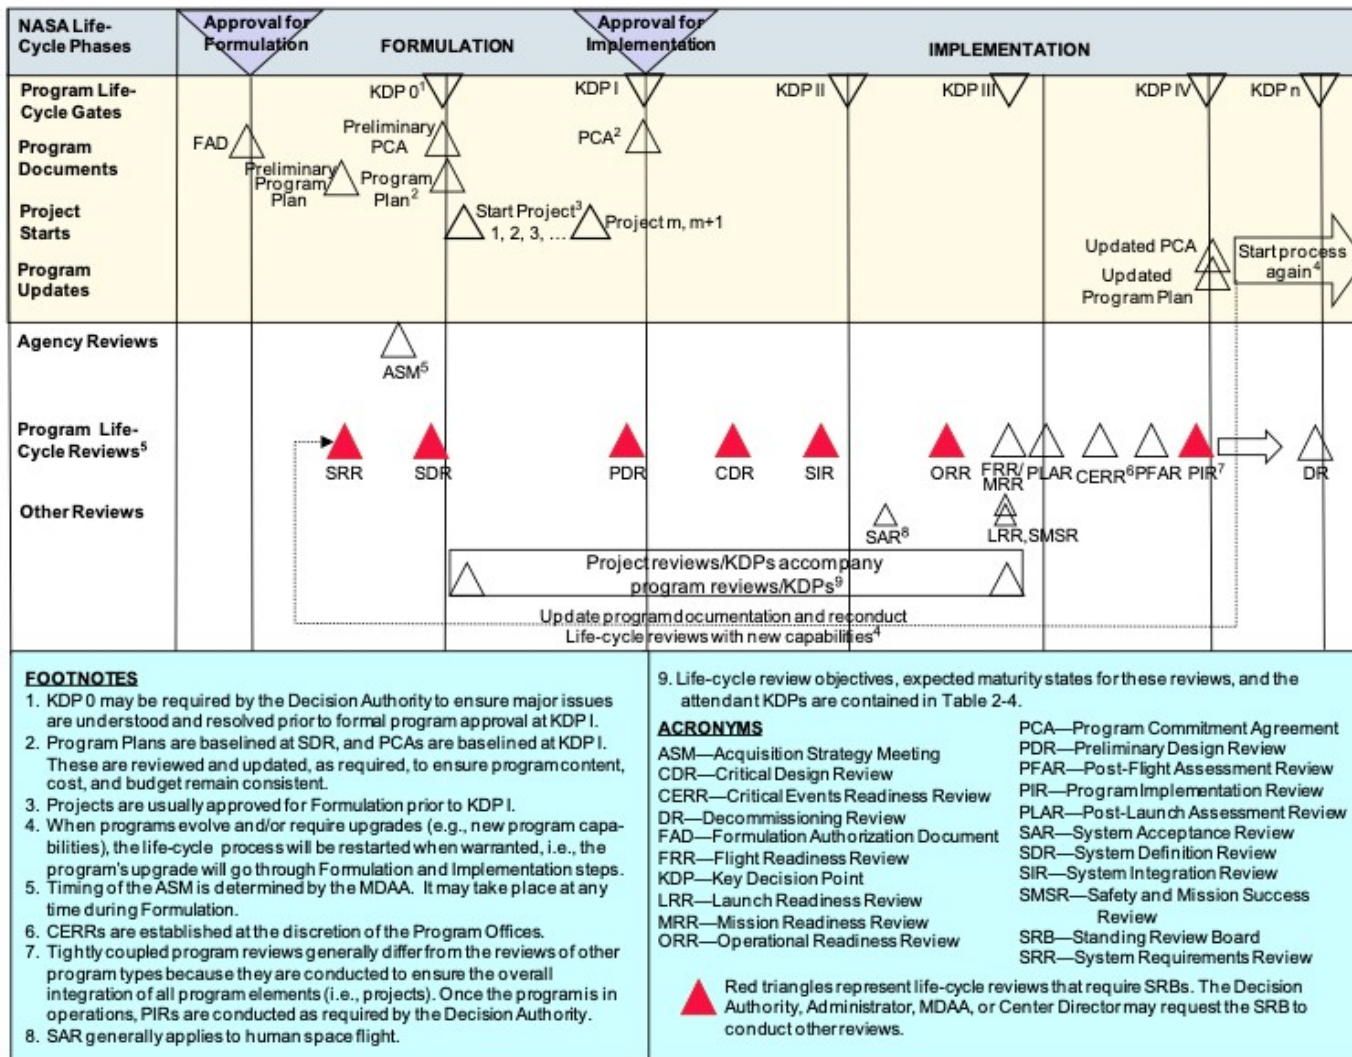 NASA Life-
Cycle Phases
Approval for
Formulation
FORMULATION
Approval for
Implementation
IMPLEMENTATION
Program Life-
Cycle Gates
KDP 0¹
KDP I
KDP II
KDP III
KDP IV
KDP n
Program
Documents
FAD
Preliminary
Program
Plan
Preliminary
PCA
Program
Plan²
PCA²
Project
Starts
Start Project³
1, 2, 3, …
Project m, m+1
Program
Updates
Updated PCA
Updated
Program Plan
Start process
again⁴
Agency Reviews
ASM⁵
Program Life-
Cycle Reviews⁵
SRR
SDR
PDR
CDR
SIR
ORR
FRR/
MRR
PLAR
CERR⁶
PFAR
PIR⁷
DR
Other Reviews
SAR⁸
LRR, SMSR
Project reviews/KDPs accompany
program reviews/KDPs⁹
Update program documentation and reconduct
Life-cycle reviews with new capabilities⁴
FOOTNOTES
1. KDP 0 may be required by the Decision Authority to ensure major issues
are understood and resolved prior to formal program approval at KDP I.
2. Program Plans are baselined at SDR, and PCAs are baselined at KDP I.
These are reviewed and updated, as required, to ensure program content,
cost, and budget remain consistent.
3. Projects are usually approved for Formulation prior to KDP I.
4. When programs evolve and/or require upgrades (e.g., new program capa-
bilities), the life-cycle process will be restarted when warranted, i.e., the
program's upgrade will go through Formulation and Implementation steps.
5. Timing of the ASM is determined by the MDAA. It may take place at any
time during Formulation.
6. CERRs are established at the discretion of the Program Offices.
7. Tightly coupled program reviews generally differ from the reviews of other
program types because they are conducted to ensure the overall
integration of all program elements (i.e., projects). Once the program is in
operations, PIRs are conducted as required by the Decision Authority.
8. SAR generally applies to human space flight.
9. Life-cycle review objectives, expected maturity states for these reviews, and the
attendant KDPs are contained in Table 2-4.
ACRONYMS
ASM—Acquisition Strategy Meeting
CDR—Critical Design Review
CERR—Critical Events Readiness Review
DR—Decommissioning Review
FAD—Formulation Authorization Document
FRR—Flight Readiness Review
KDP—Key Decision Point
LRR—Launch Readiness Review
MRR—Mission Readiness Review
ORR—Operational Readiness Review
PCA—Program Commitment Agreement
PDR—Preliminary Design Review
PFAR—Post-Flight Assessment Review
PIR—Program Implementation Review
PLAR—Post-Launch Assessment Review
SAR—System Acceptance Review
SDR—System Definition Review
SIR—System Integration Review
SMSR—Safety and Mission Success
Review
SRB—Standing Review Board
SRR—System Requirements Review
Red triangles represent life-cycle reviews that require SRBs. The Decision
Authority, Administrator, MDAA, or Center Director may request the SRB to
conduct other reviews.